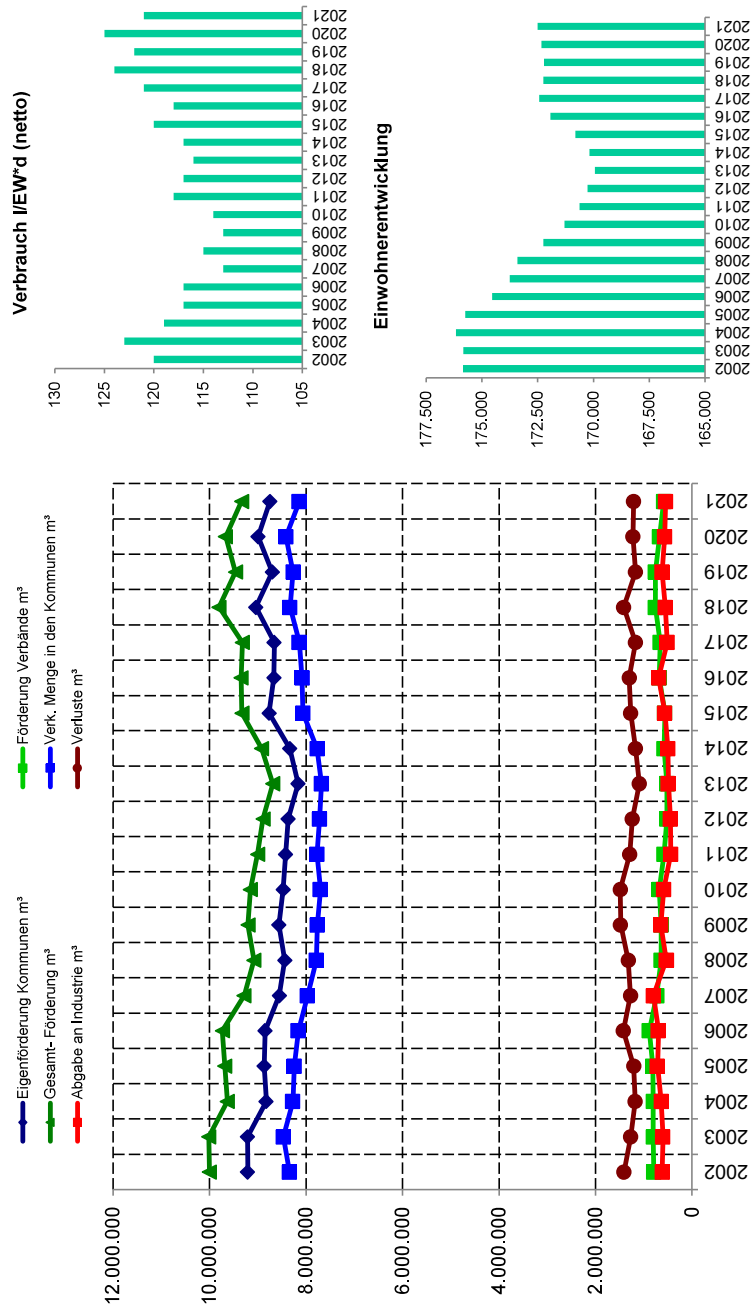 Eigenförderung Kommunen m³
Förderung Verbände m³
Gesamt- Förderung m³
Verk. Menge in den Kommunen m³
Abgabe an Industrie m³
Verluste m³
12.000.000
10.000.000
8.000.000
6.000.000
4.000.000
2.000.000
0
2002 2003 2004 2005 2006 2007 2008 2009 2010 2011 2012 2013 2014 2015 2016 2017 2018 2019 2020 2021
Verbrauch l/EW*d (netto)
130
125
120
115
110
105
2002 2003 2004 2005 2006 2007 2008 2009 2010 2011 2012 2013 2014 2015 2016 2017 2018 2019 2020 2021
Einwohnerentwicklung
177.500
175.000
172.500
170.000
167.500
165.000
2002 2003 2004 2005 2006 2007 2008 2009 2010 2011 2012 2013 2014 2015 2016 2017 2018 2019 2020 2021